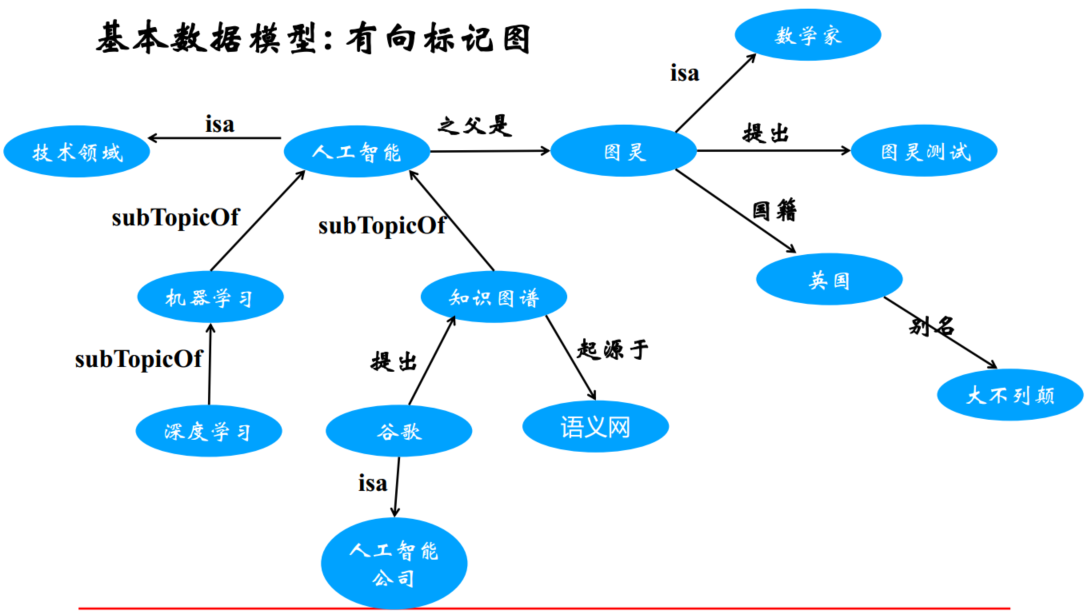 基本数据模型:有向标记图
数学家
isa
isa
之父是
提出
技术领域
人工智能
图灵
图灵测试
subTopicOf
subTopicOf
国籍
英国
机器学习
知识图谱
别名
subTopicOf
提出
起源于
大不列颠
深度学习
谷歌
语义网
isa
人工智能
公司